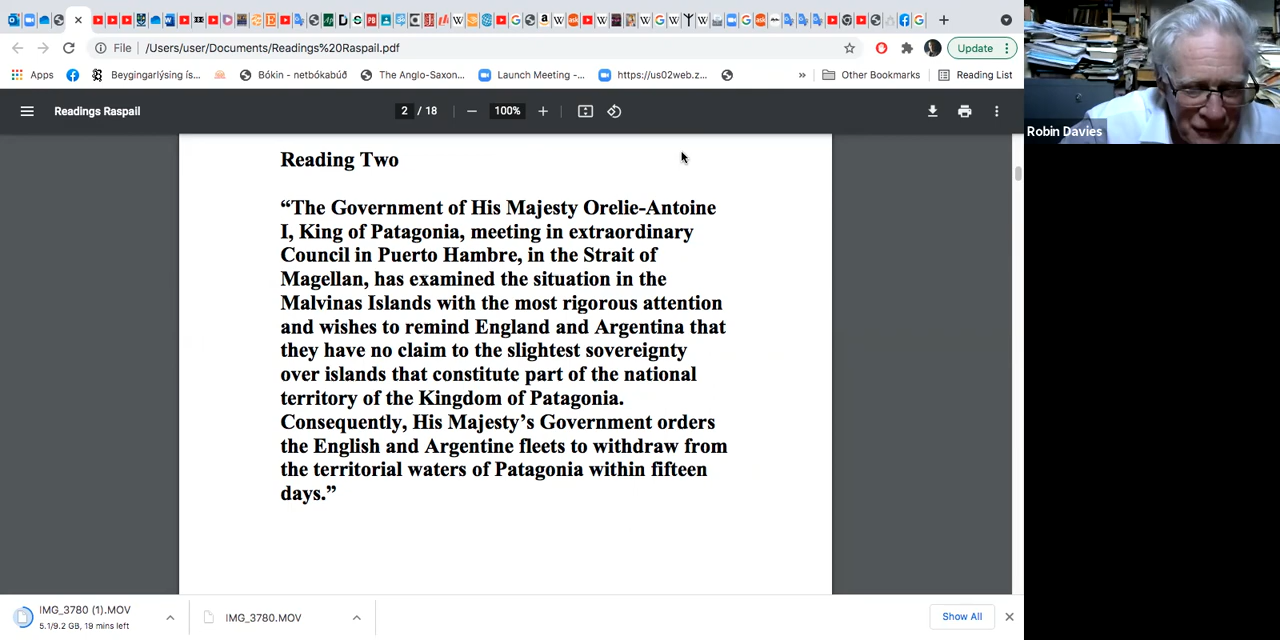 File
/Users/user/Documents/Readings%20Raspail.pdf
Update
Apps
Beygingarlýsing ís...
Bókin - netbókabúð
The Anglo-Saxon...
Launch Meeting -...
https://us02web.z...
»
Other Bookmarks
Reading List
Readings Raspail
2 / 18
100%
Robin Davies
Reading Two
“The Government of His Majesty Orelie-Antoine
I, King of Patagonia, meeting in extraordinary
Council in Puerto Hambre, in the Strait of
Magellan, has examined the situation in the
Malvinas Islands with the most rigorous attention
and wishes to remind England and Argentina that
they have no claim to the slightest sovereignty
over islands that constitute part of the national
territory of the Kingdom of Patagonia.
Consequently, His Majesty’s Government orders
the English and Argentine fleets to withdraw from
the territorial waters of Patagonia within fifteen
days.”
IMG_3780 (1).MOV
5.1/9.2 GB, 19 mins left
IMG_3780.MOV
Show All